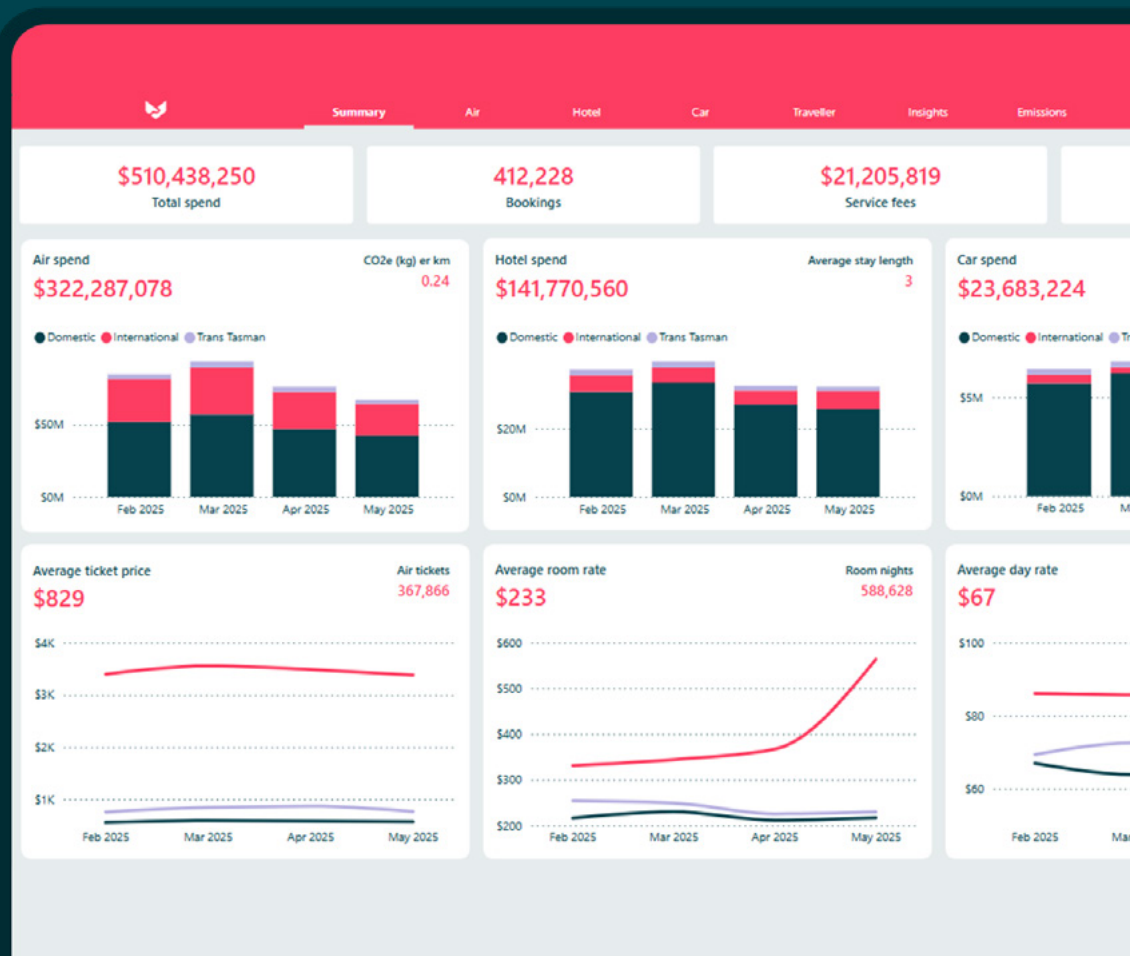 Summary Air Hotel Car Traveller Insights Emissions
$510,438,250
Total spend
412,228
Bookings
$21,205,819
Service fees
Air spend
$322,287,078
CO2e (kg) er km
0.24
Domestic International Trans Tasman
$50M
$0M
Feb 2025 Mar 2025 Apr 2025 May 2025
Hotel spend
$141,770,560
Average stay length
3
Domestic International Trans Tasman
$20M
$0M
Feb 2025 Mar 2025 Apr 2025 May 2025
Car spend
$23,683,224
Domestic International
$5M
$0M
Feb 2025
Average ticket price
$829
Air tickets
367,866
$4K
$3K
$2K
$1K
Feb 2025 Mar 2025 Apr 2025 May 2025
Average room rate
$233
Room nights
588,628
$600
$500
$400
$300
$200
Feb 2025 Mar 2025 Apr 2025 May 2025
Average day rate
$67
$100
$80
$60
Feb 2025